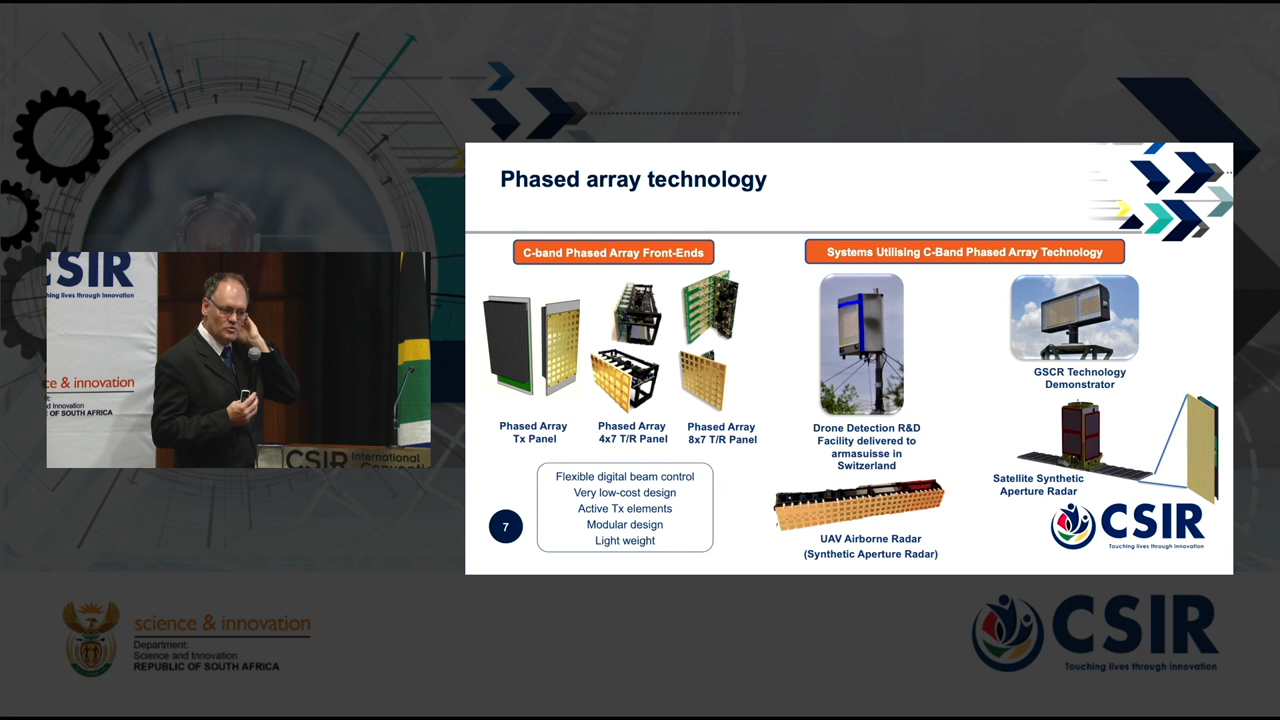 Phased array technology
C-band Phased Array Front-Ends
Systems Utilising C-Band Phased Array Technology
Phased Array
Tx Panel
Phased Array
4x7 T/R Panel
Phased Array
8x7 T/R Panel
Flexible digital beam control
Very low-cost design
Active Tx elements
Modular design
Light weight
7
Drone Detection R&D
Facility delivered to
armasuisse in
Switzerland
GSCR Technology
Demonstrator
Satellite Synthetic
Aperture Radar
UAV Airborne Radar
(Synthetic Aperture Radar)
CSIR
Touching lives through innovation
CSIR
ng lives through innovation
ce & innovation
nd Innovation
IC OF SOUTH AFRICA
CSIR International
science & innovation
Department:
Science and Innovation
REPUBLIC OF SOUTH AFRICA
CSIR
Touching lives through innovation